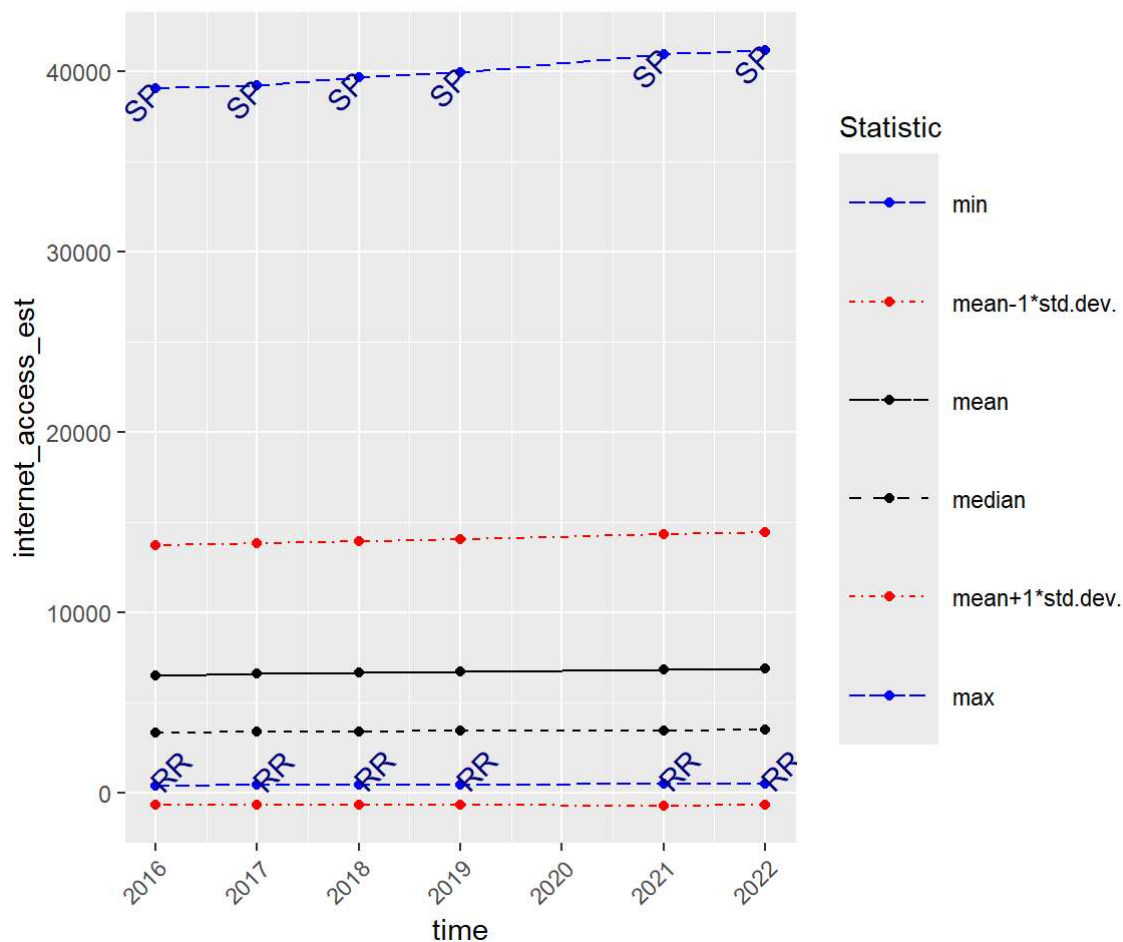 40000
30000
20000
10000
0
internet_access_est
SP SP SP SP SP SP
RR RR RR RR RR RR
2016 2017 2018 2019 2020 2021 2022
time
Statistic
min
mean-1*std.dev.
mean
median
mean+1*std.dev.
max